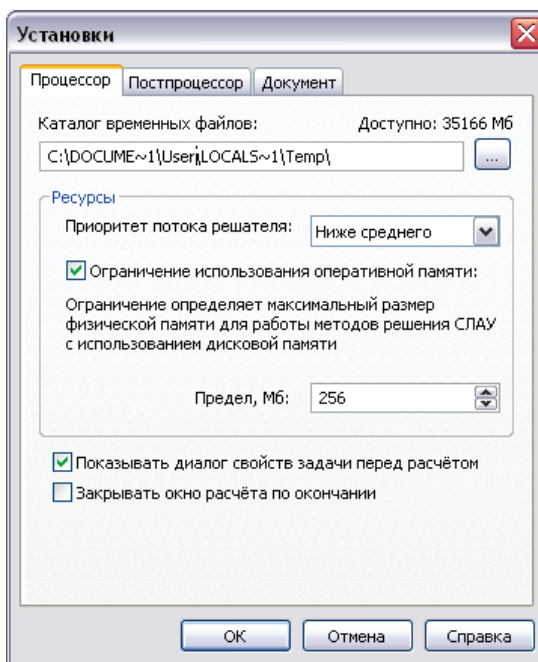 Установки
Процессор Постпроцессор Документ
Каталог временных файлов: Доступно: 35166 Мб
C:\DOCUME~1\User\LOCALS~1\Temp\ ...
Ресурсы
Приоритет потока решателя: Ниже среднего
Ограничение использования оперативной памяти:
Ограничение определяет максимальный размер
физической памяти для работы методов решения СЛАУ
с использованием дисковой памяти
Предел, Мб: 256
Показывать диалог свойств задачи перед расчётом
Закрывать окно расчёта по окончании
ОК Отмена Справка